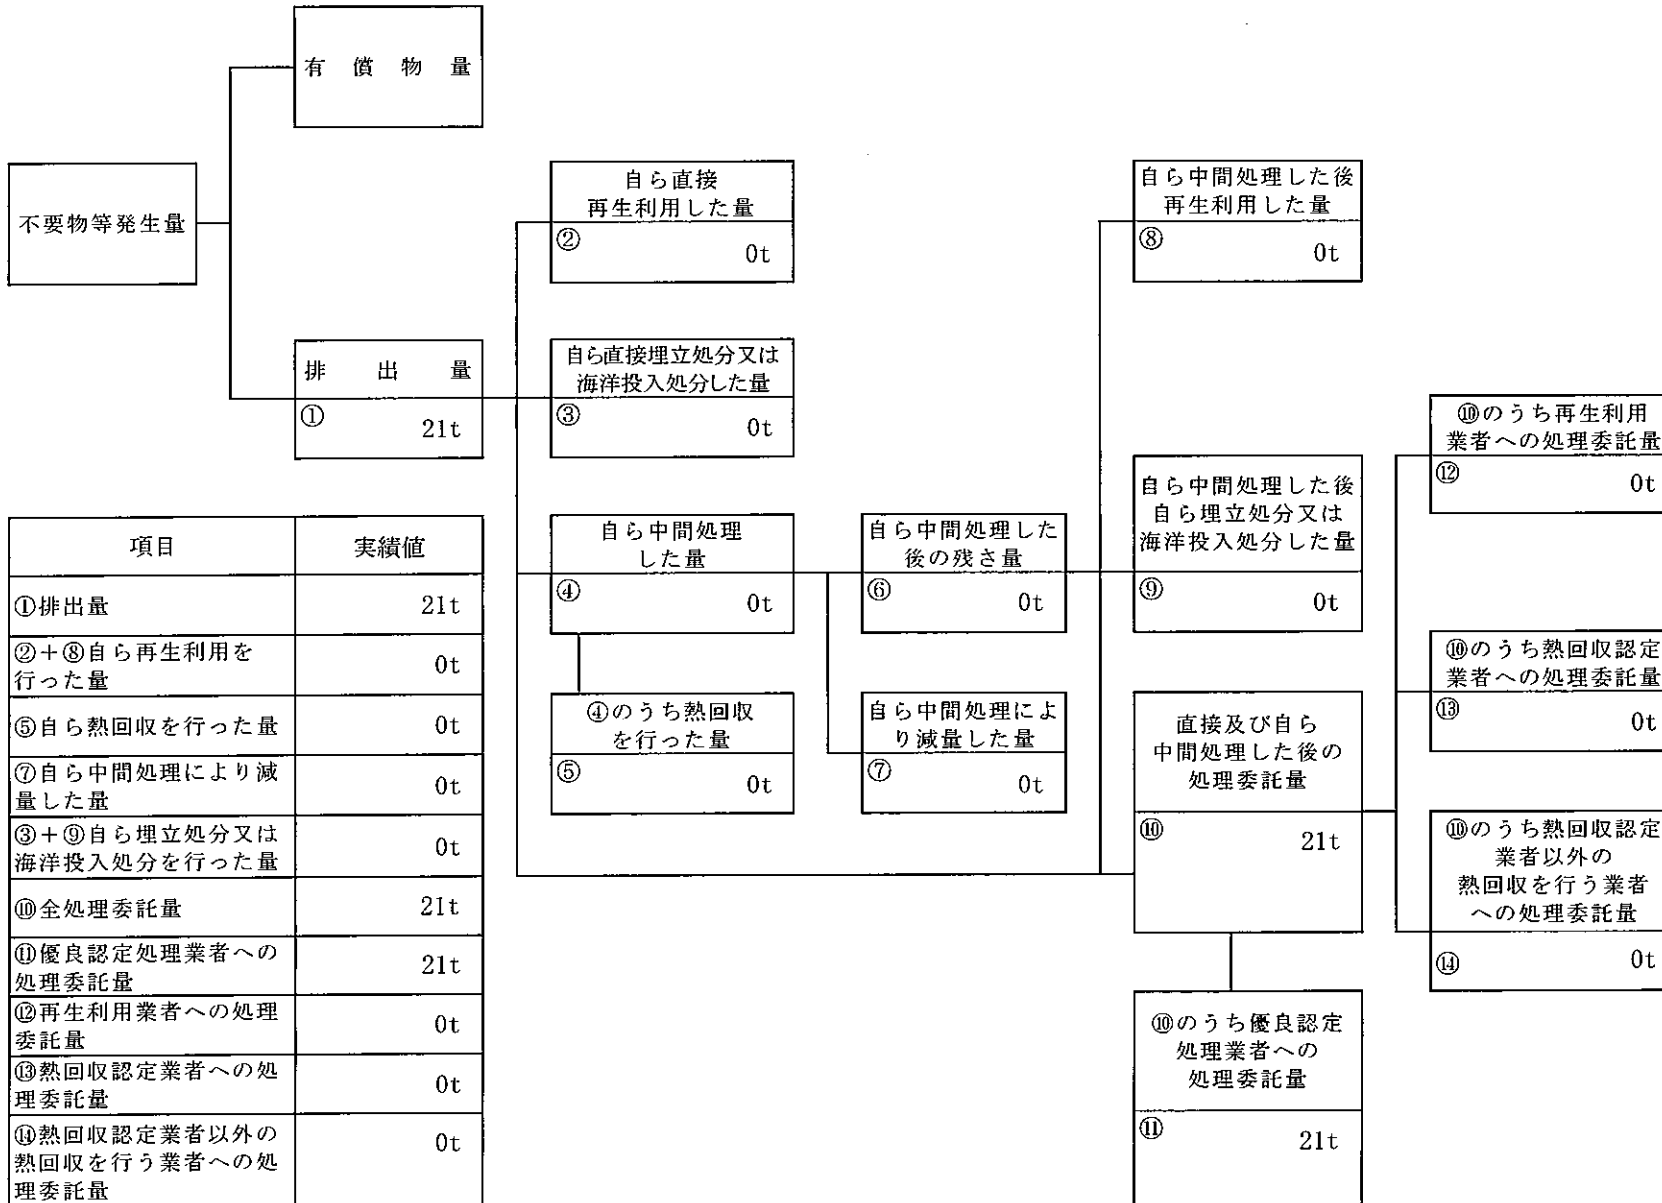 有償物量
不要物等発生量
排出量
①
21t
自ら直接
再生利用した量
②
0t
自ら直接埋立処分又は
海洋投入処分した量
③
0t
自ら中間処理
した量
④
0t
④のうち熱回収
を行った量
⑤
0t
自ら中間処理した
後の残さ量
⑥
0t
自ら中間処理によ
り減量した量
⑦
0t
自ら中間処理した後
再生利用した量
⑧
0t
自ら中間処理した後
自ら埋立処分又は
海洋投入処分した量
⑨
0t
直接及び自ら
中間処理した後の
処理委託量
⑩
21t
⑩のうち優良認定
処理業者への
処理委託量
⑪
21t
⑩のうち再生利用
業者への処理委託量
⑫
0t
⑩のうち熱回収認定
業者への処理委託量
⑬
0t
⑩のうち熱回収認定
業者以外の
熱回収を行う業者
への処理委託量
⑭
0t
項目
実績値
①排出量
21t
②+⑧自ら再生利用を
行った量
0t
⑤自ら熱回収を行った量
0t
⑦自ら中間処理により減
量した量
0t
③+⑨自ら埋立処分又は
海洋投入処分を行った量
0t
⑩全処理委託量
21t
⑪優良認定処理業者への
処理委託量
21t
⑫再生利用業者への処理
委託量
0t
⑬熱回収認定業者への処
理委託量
0t
⑭熱回収認定業者以外の
熱回収を行う業者への処
理委託量
0t